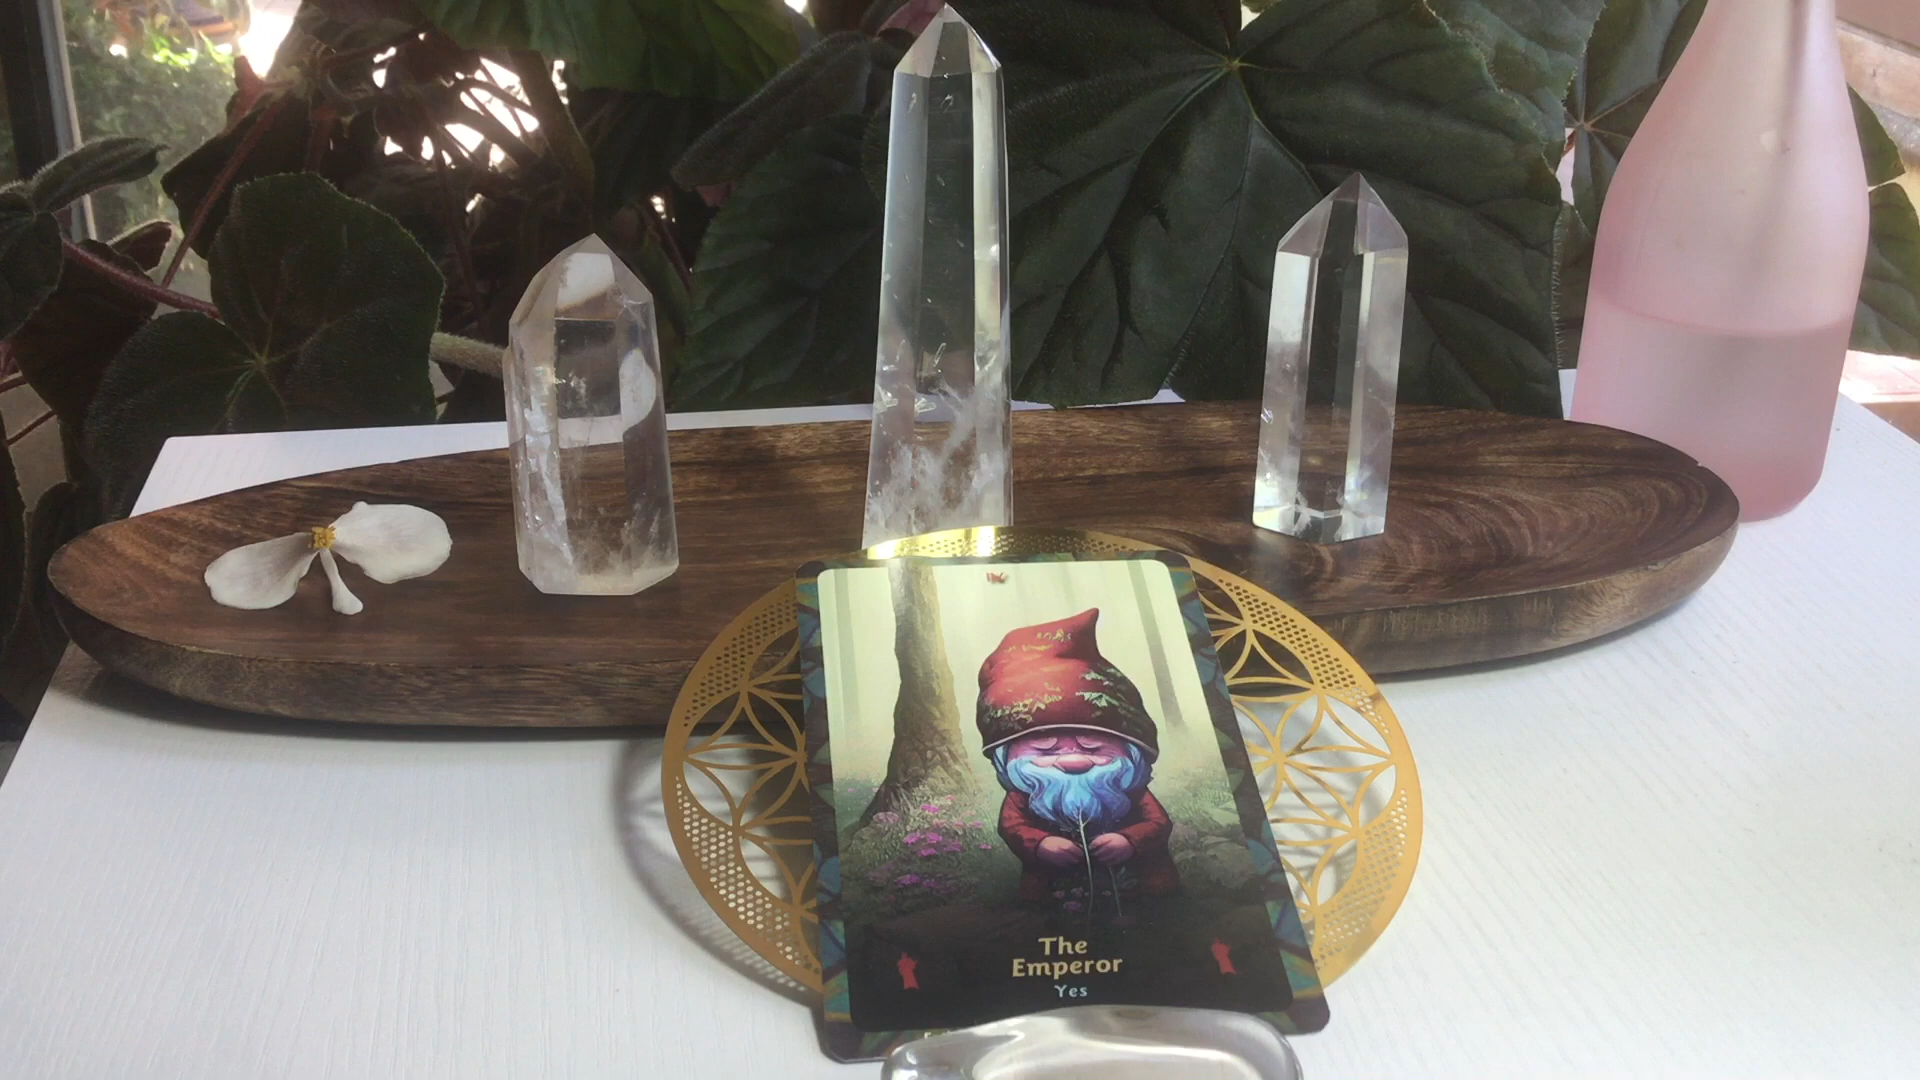 The
Emperor
Yes